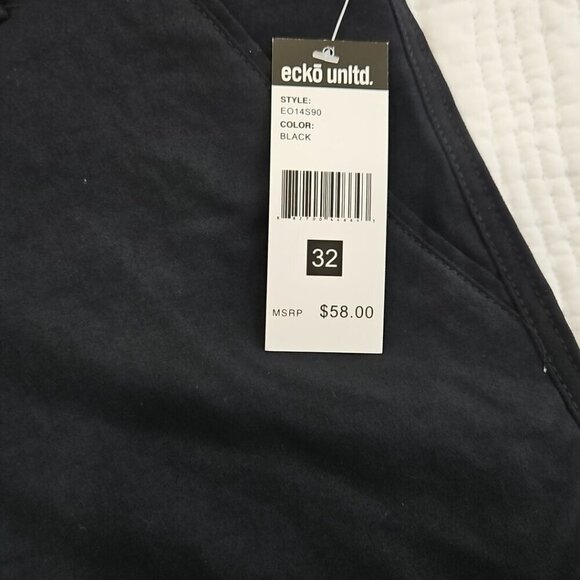 eckō unltd.
STYLE:
EO14S90
COLOR:
BLACK
32
MSRP $58.00